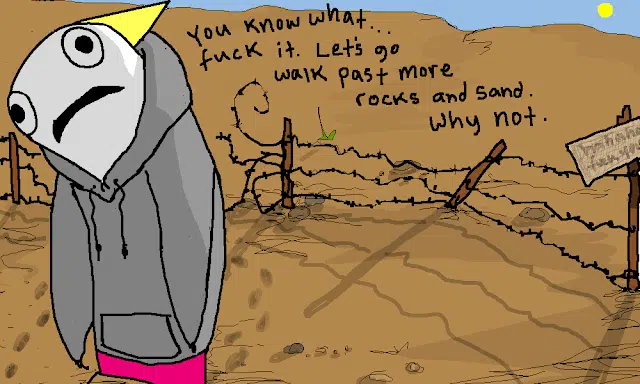 You know what...
fuck it. Let's go
walk past more
rocks and sand.
Why not.